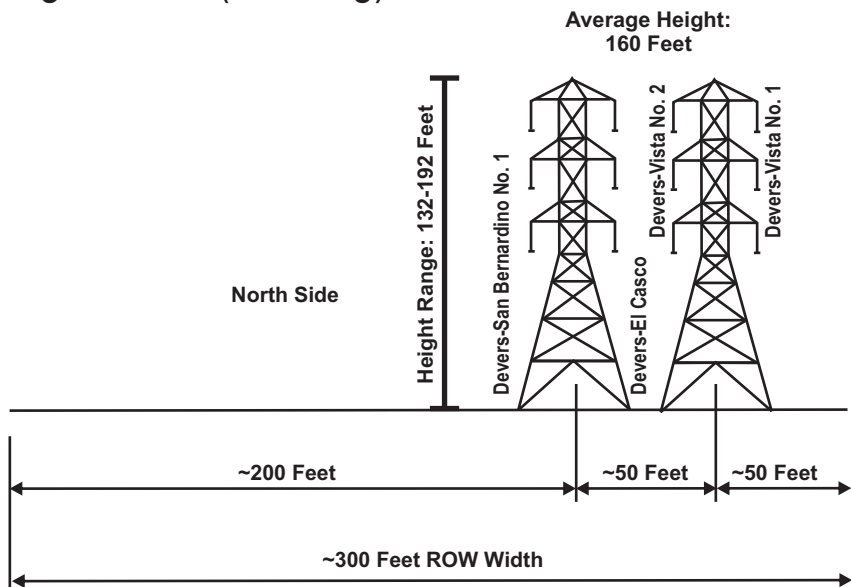 Average Height:
160 Feet
Height Range: 132-192 Feet
Devers-San Bernardino No. 1
Devers-El Casco
Devers-Vista No. 2
Devers-Vista No. 1
North Side
~200 Feet
~50 Feet
~50 Feet
~300 Feet ROW Width